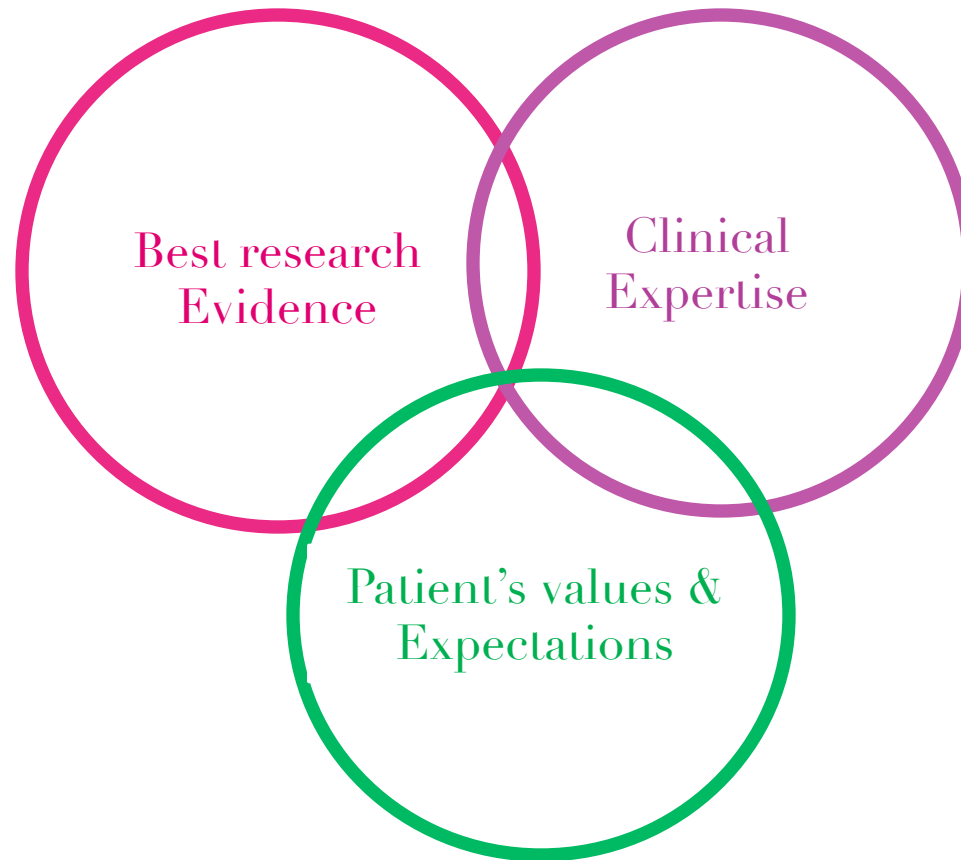 Best research
Evidence
Clinical
Expertise
Patient’s values &
Expectations